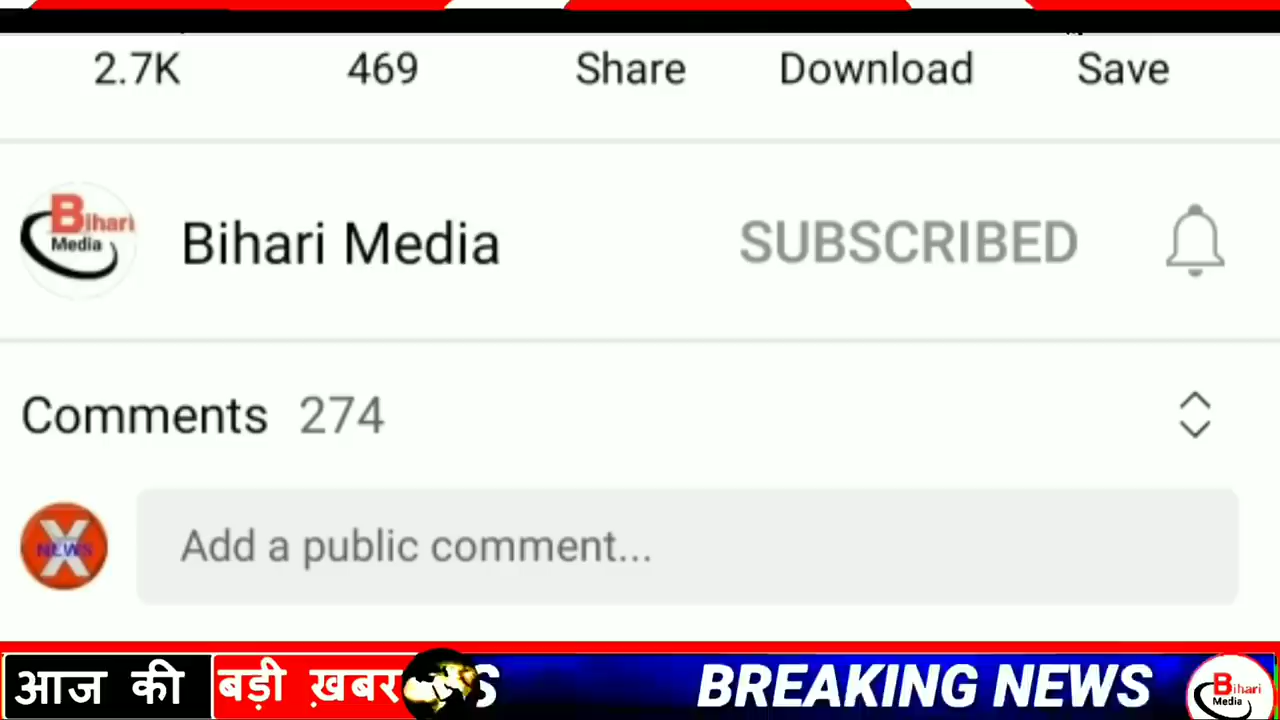 2.7K 469 Share Download Save
Bihari Media
Bihari Media SUBSCRIBED
Comments 274
X NEWS
Add a public comment...
आज की बड़ी ख़बर S BREAKING NEWS
Bihari Media